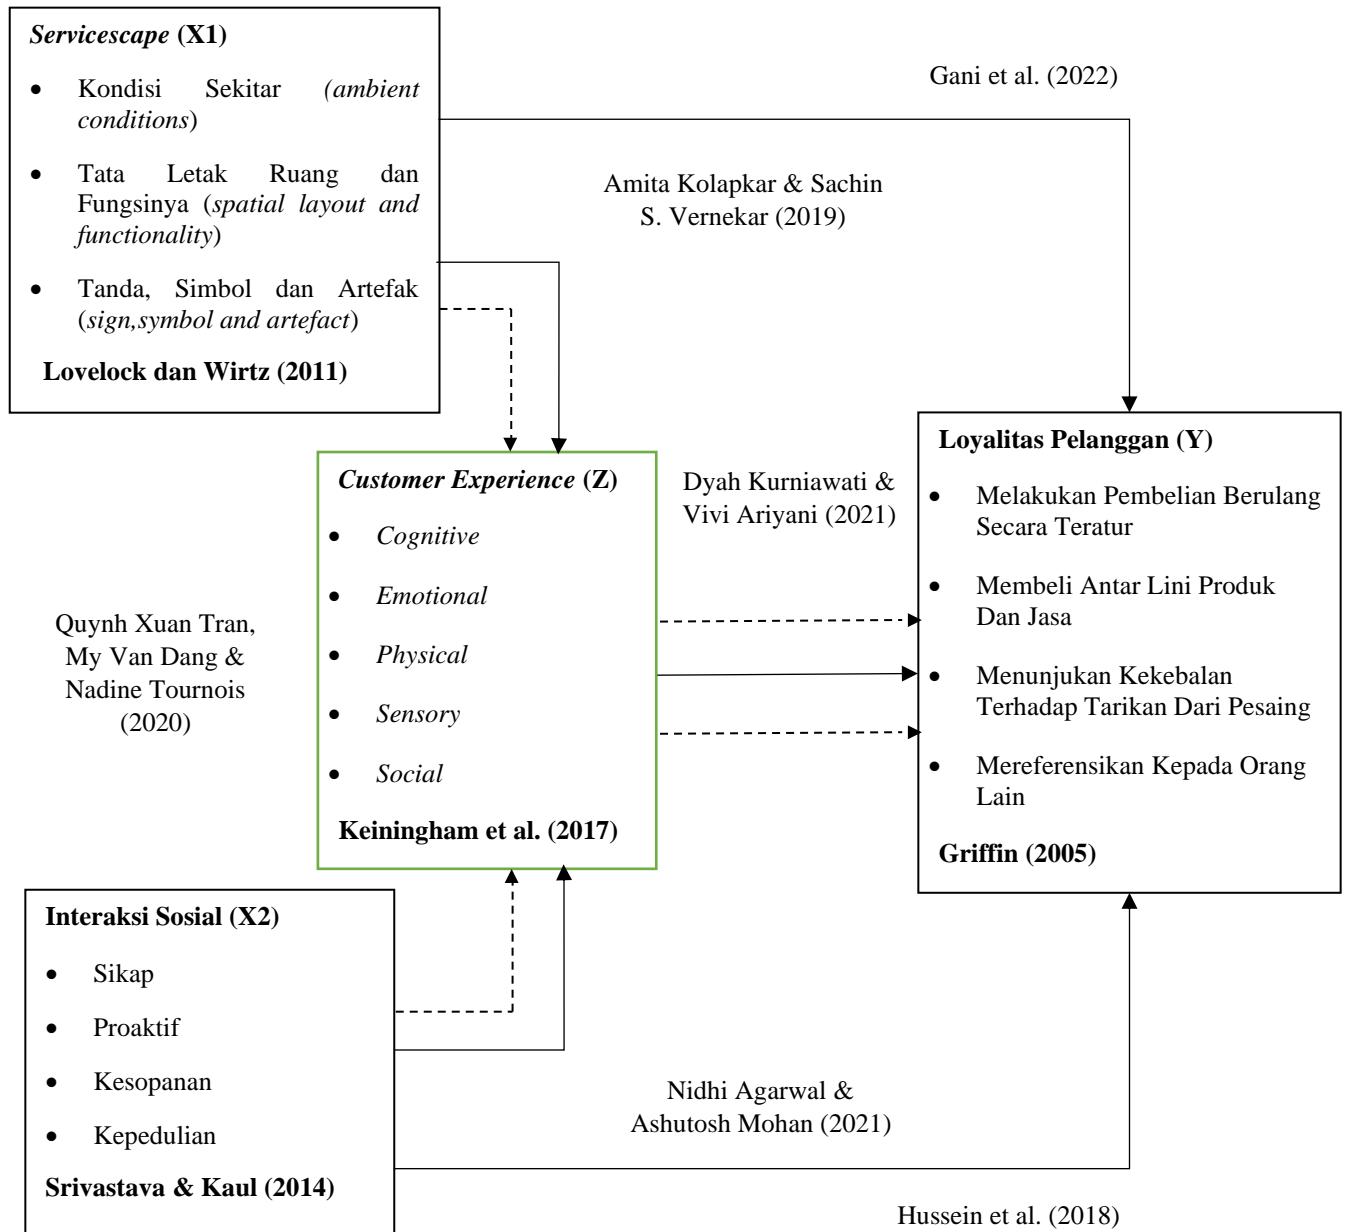 Servicescape (X1)
• Kondisi Sekitar (ambient
conditions)
• Tata Letak Ruang dan
Fungsinya (spatial layout and
functionality)
• Tanda, Simbol dan Artefak
(sign,symbol and artefact)
Lovelock dan Wirtz (2011)
Gani et al. (2022)
Amita Kolapkar & Sachin
S. Vernekar (2019)
Customer Experience (Z)
• Cognitive
• Emotional
• Physical
• Sensory
• Social
Keiningham et al. (2017)
Dyah Kurniawati &
Vivi Ariyani (2021)
Loyalitas Pelanggan (Y)
• Melakukan Pembelian Berulang
Secara Teratur
• Membeli Antar Lini Produk
Dan Jasa
• Menunjukan Kekebalan
Terhadap Tarikan Dari Pesaing
• Mereferensikan Kepada Orang
Lain
Griffin (2005)
Quynh Xuan Tran,
My Van Dang &
Nadine Tournois
(2020)
Interaksi Sosial (X2)
• Sikap
• Proaktif
• Kesopanan
• Kepedulian
Srivastava & Kaul (2014)
Nidhi Agarwal &
Ashutosh Mohan (2021)
Hussein et al. (2018)